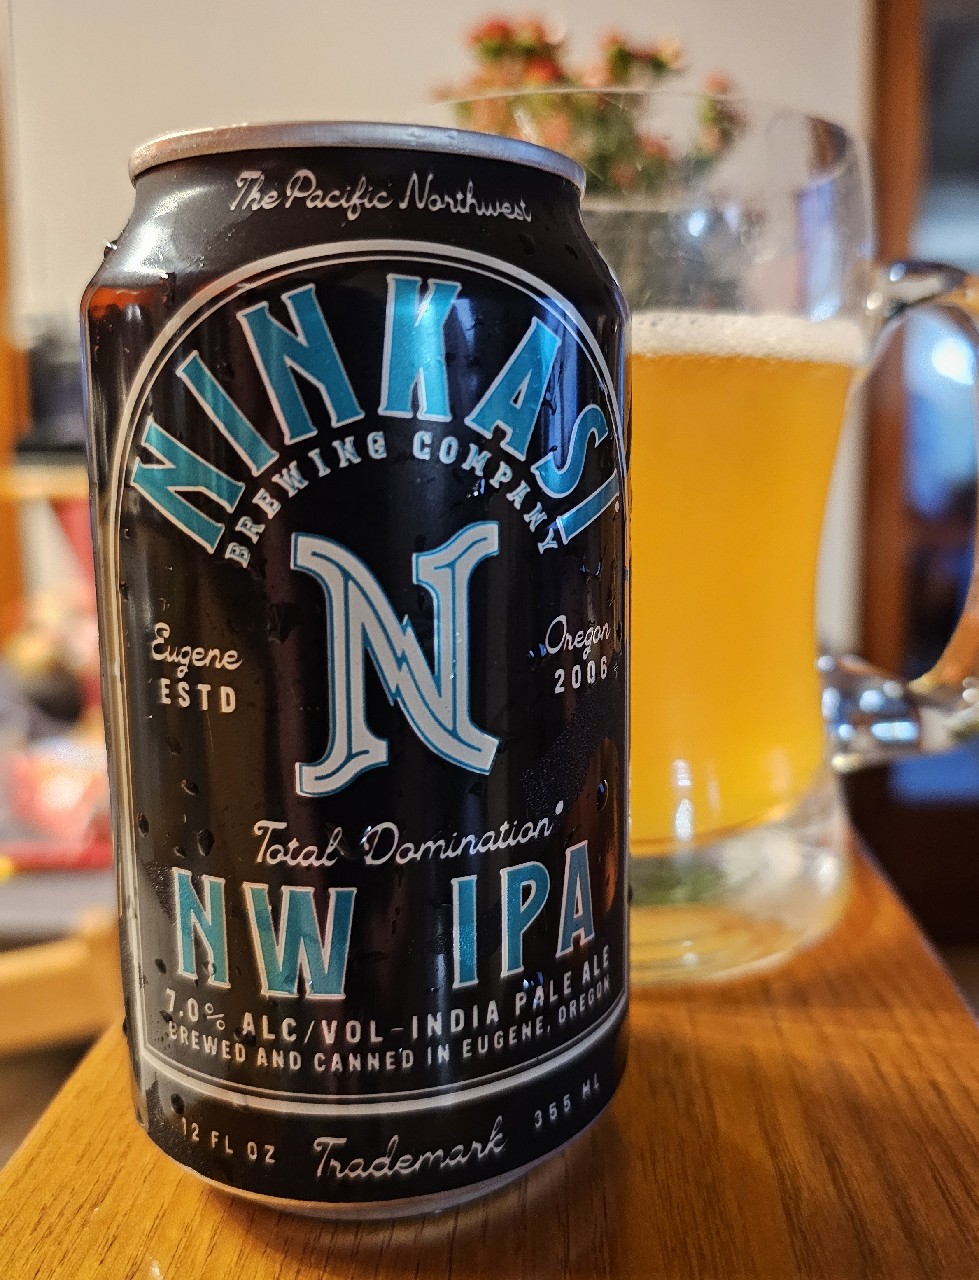 The Pacific Northwest
NINKASI
BREWING COMPANY
N
Eugene Oregon
ESTD 2006
Total Domination
NW IPA
7.0% ALC/VOL-INDIA PALE ALE
BREWED AND CANNED IN EUGENE, OREGON
12 FL OZ Trademark 355 ML